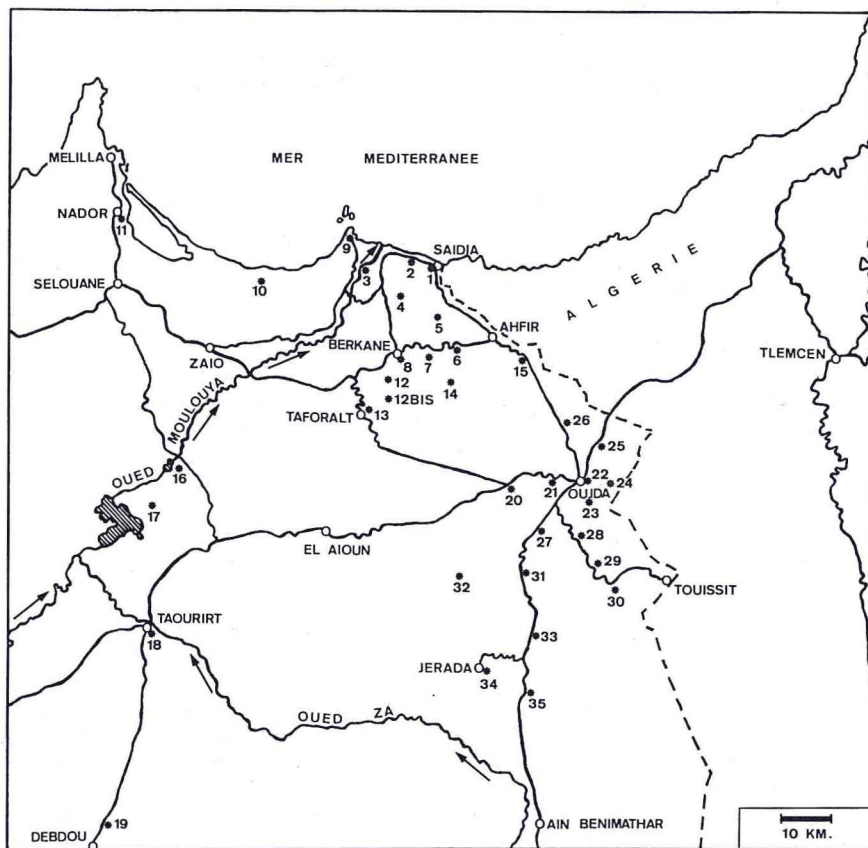 MELILLA
MER MEDITERRANEE
NADOR
11
9
SAIDIA
SELOUANE
10
3
2
1
4
5
ALGERIE
AHFIR
ZAIO
BERKANE
8
7
6
15
TLEMCEN
12
12BIS
14
TAFORALT
13
OUED MOULOUYA
26
25
16
17
20
21
22
OUJDA
24
23
EL AIOUN
27
28
29
30
TOUISSIT
31
32
TAOURIRT
18
33
JERADA
34
35
OUED ZA
19
DEBDOU
AIN BENIMATHAR
10 KM.